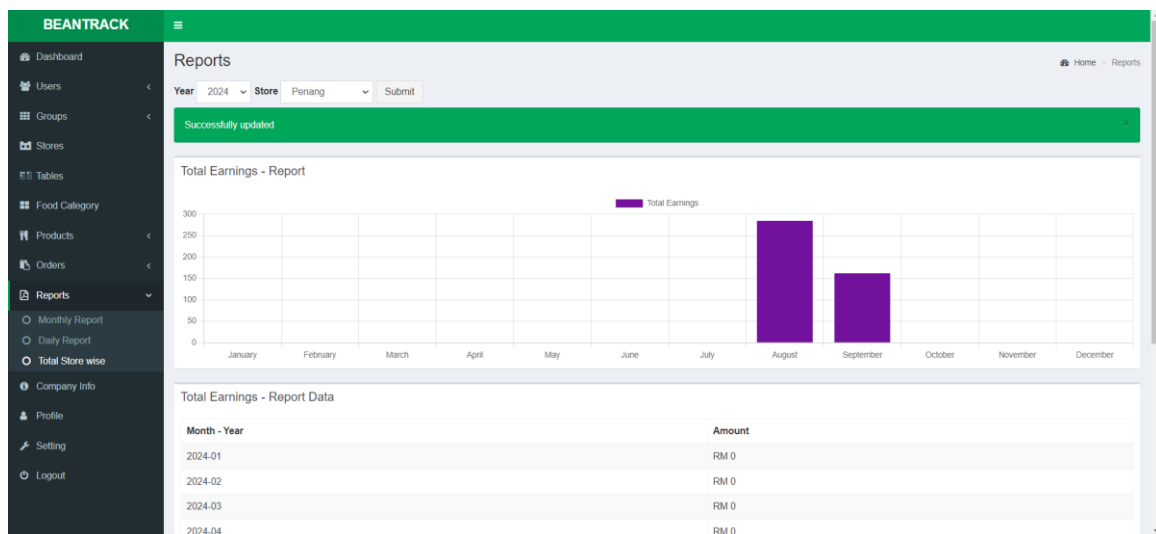 BEANTRACK
Dashboard
Users
Groups
Stores
Tables
Food Category
Products
Orders
Reports
Monthly Report
Daily Report
Total Store wise
Company Info
Profile
Setting
Logout
Reports
Home > Reports
Year 2024 Store Penang Submit
Successfully updated ×
Total Earnings - Report
Total Earnings
300
250
200
150
100
50
0
January February March April May June July August September October November December
Total Earnings - Report Data
Month - Year Amount
2024-01 RM 0
2024-02 RM 0
2024-03 RM 0
2024-04 RM 0